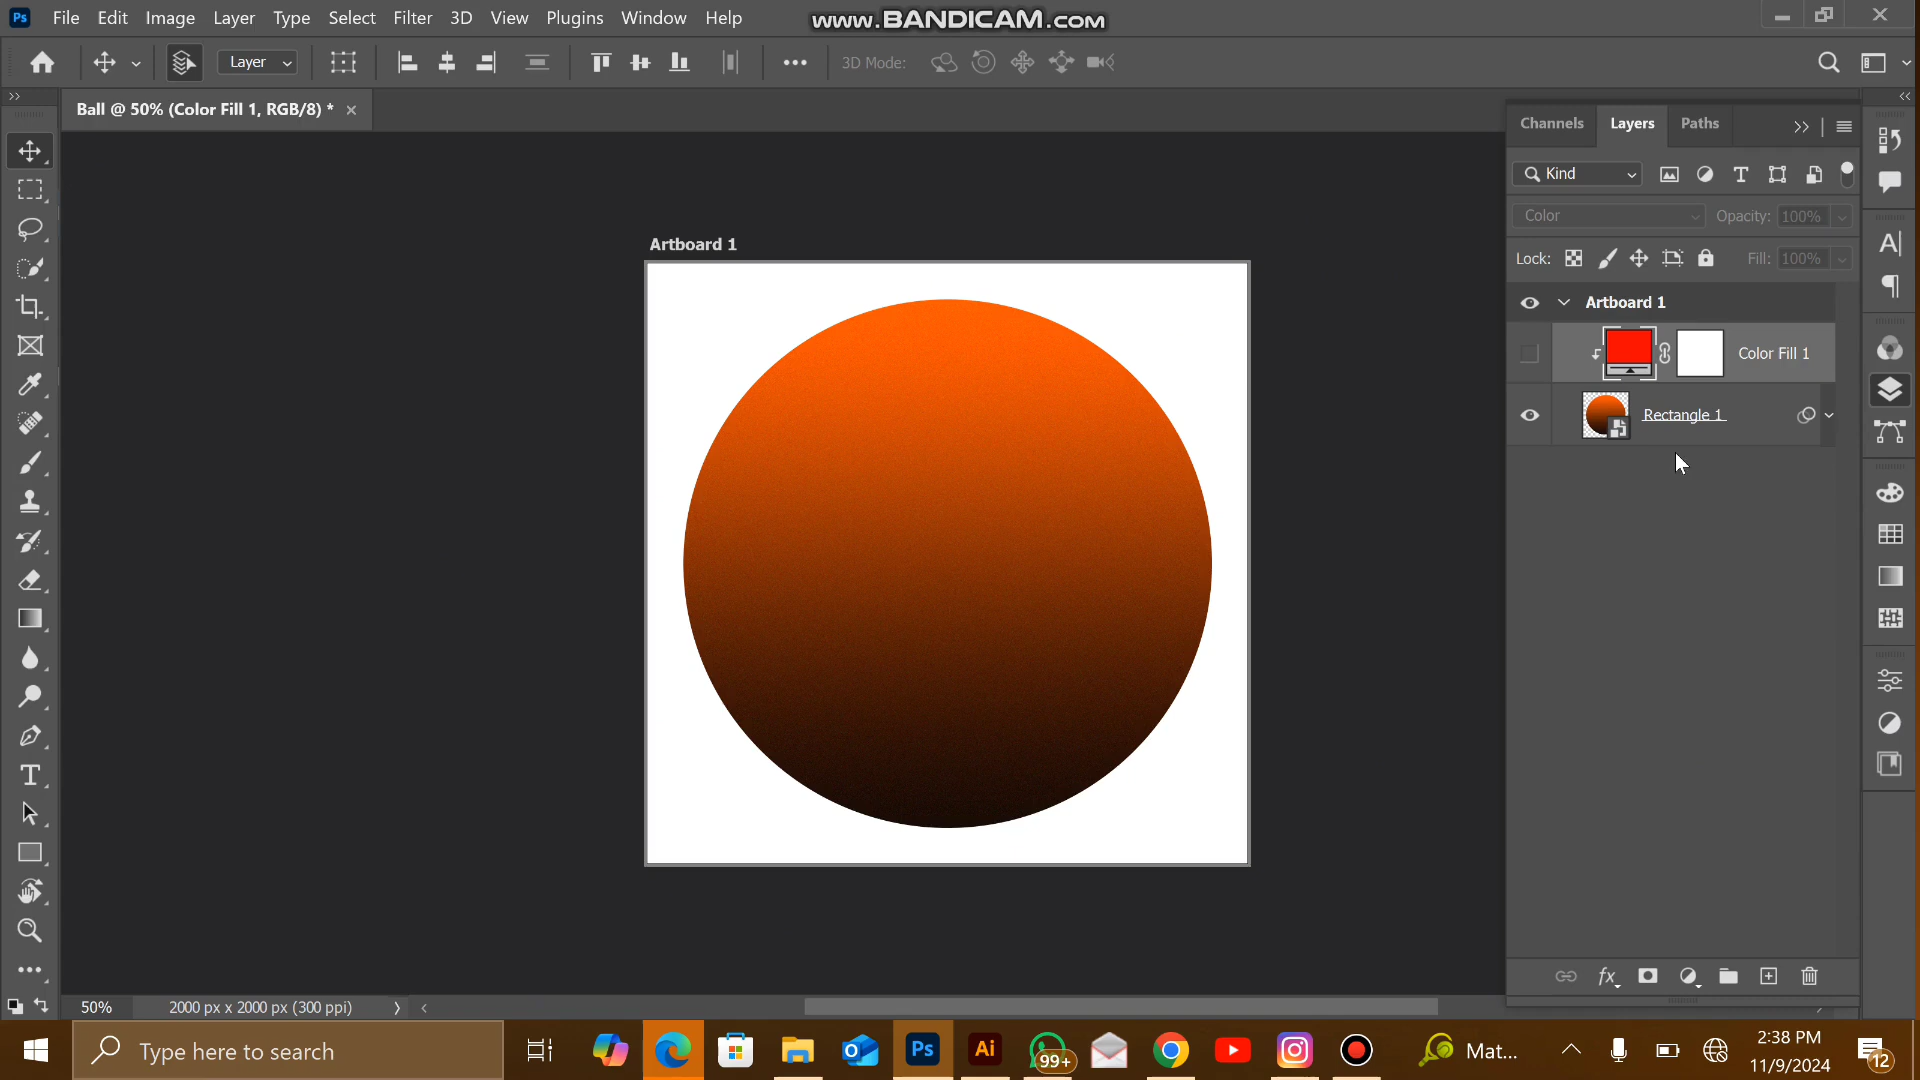 Ps File Edit Image Layer Type Select Filter 3D View Plugins Window Help
www.BANDICAM.com
Layer 3D Mode:
Ball @ 50% (Color Fill 1, RGB/8) *
Channels Layers Paths
Kind
Color Opacity: 100%
Artboard 1
Lock: Fill: 100%
Artboard 1
Color Fill 1
Rectangle 1
50% 2000 px x 2000 px (300 ppi)
Type here to search
Ps Ai 99+
Mat...
2:38 PM
11/9/2024
12